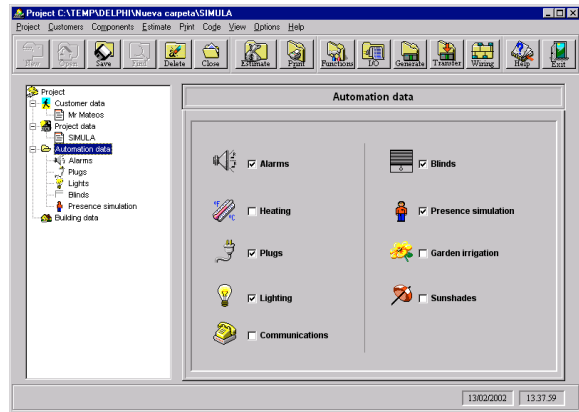 Project C:\TEMP\DELPHI\Nueva carpeta\SIMULA
Project Customers Components Estimate Print Code View Options Help
New Open Save Find Delete Close Estimate Print Functions I/O Generate Transfer Wiring Help Exit
Project
Customer data
Mr Mateos
Project data
SIMULA
Automation data
Alarms
Plugs
Lights
Blinds
Presence simulation
Building data
Automation data
Alarms
Blinds
°C °F
Heating
Presence simulation
Plugs
Garden irrigation
Lighting
Sunshades
Communications
13/02/2002 13.37.59